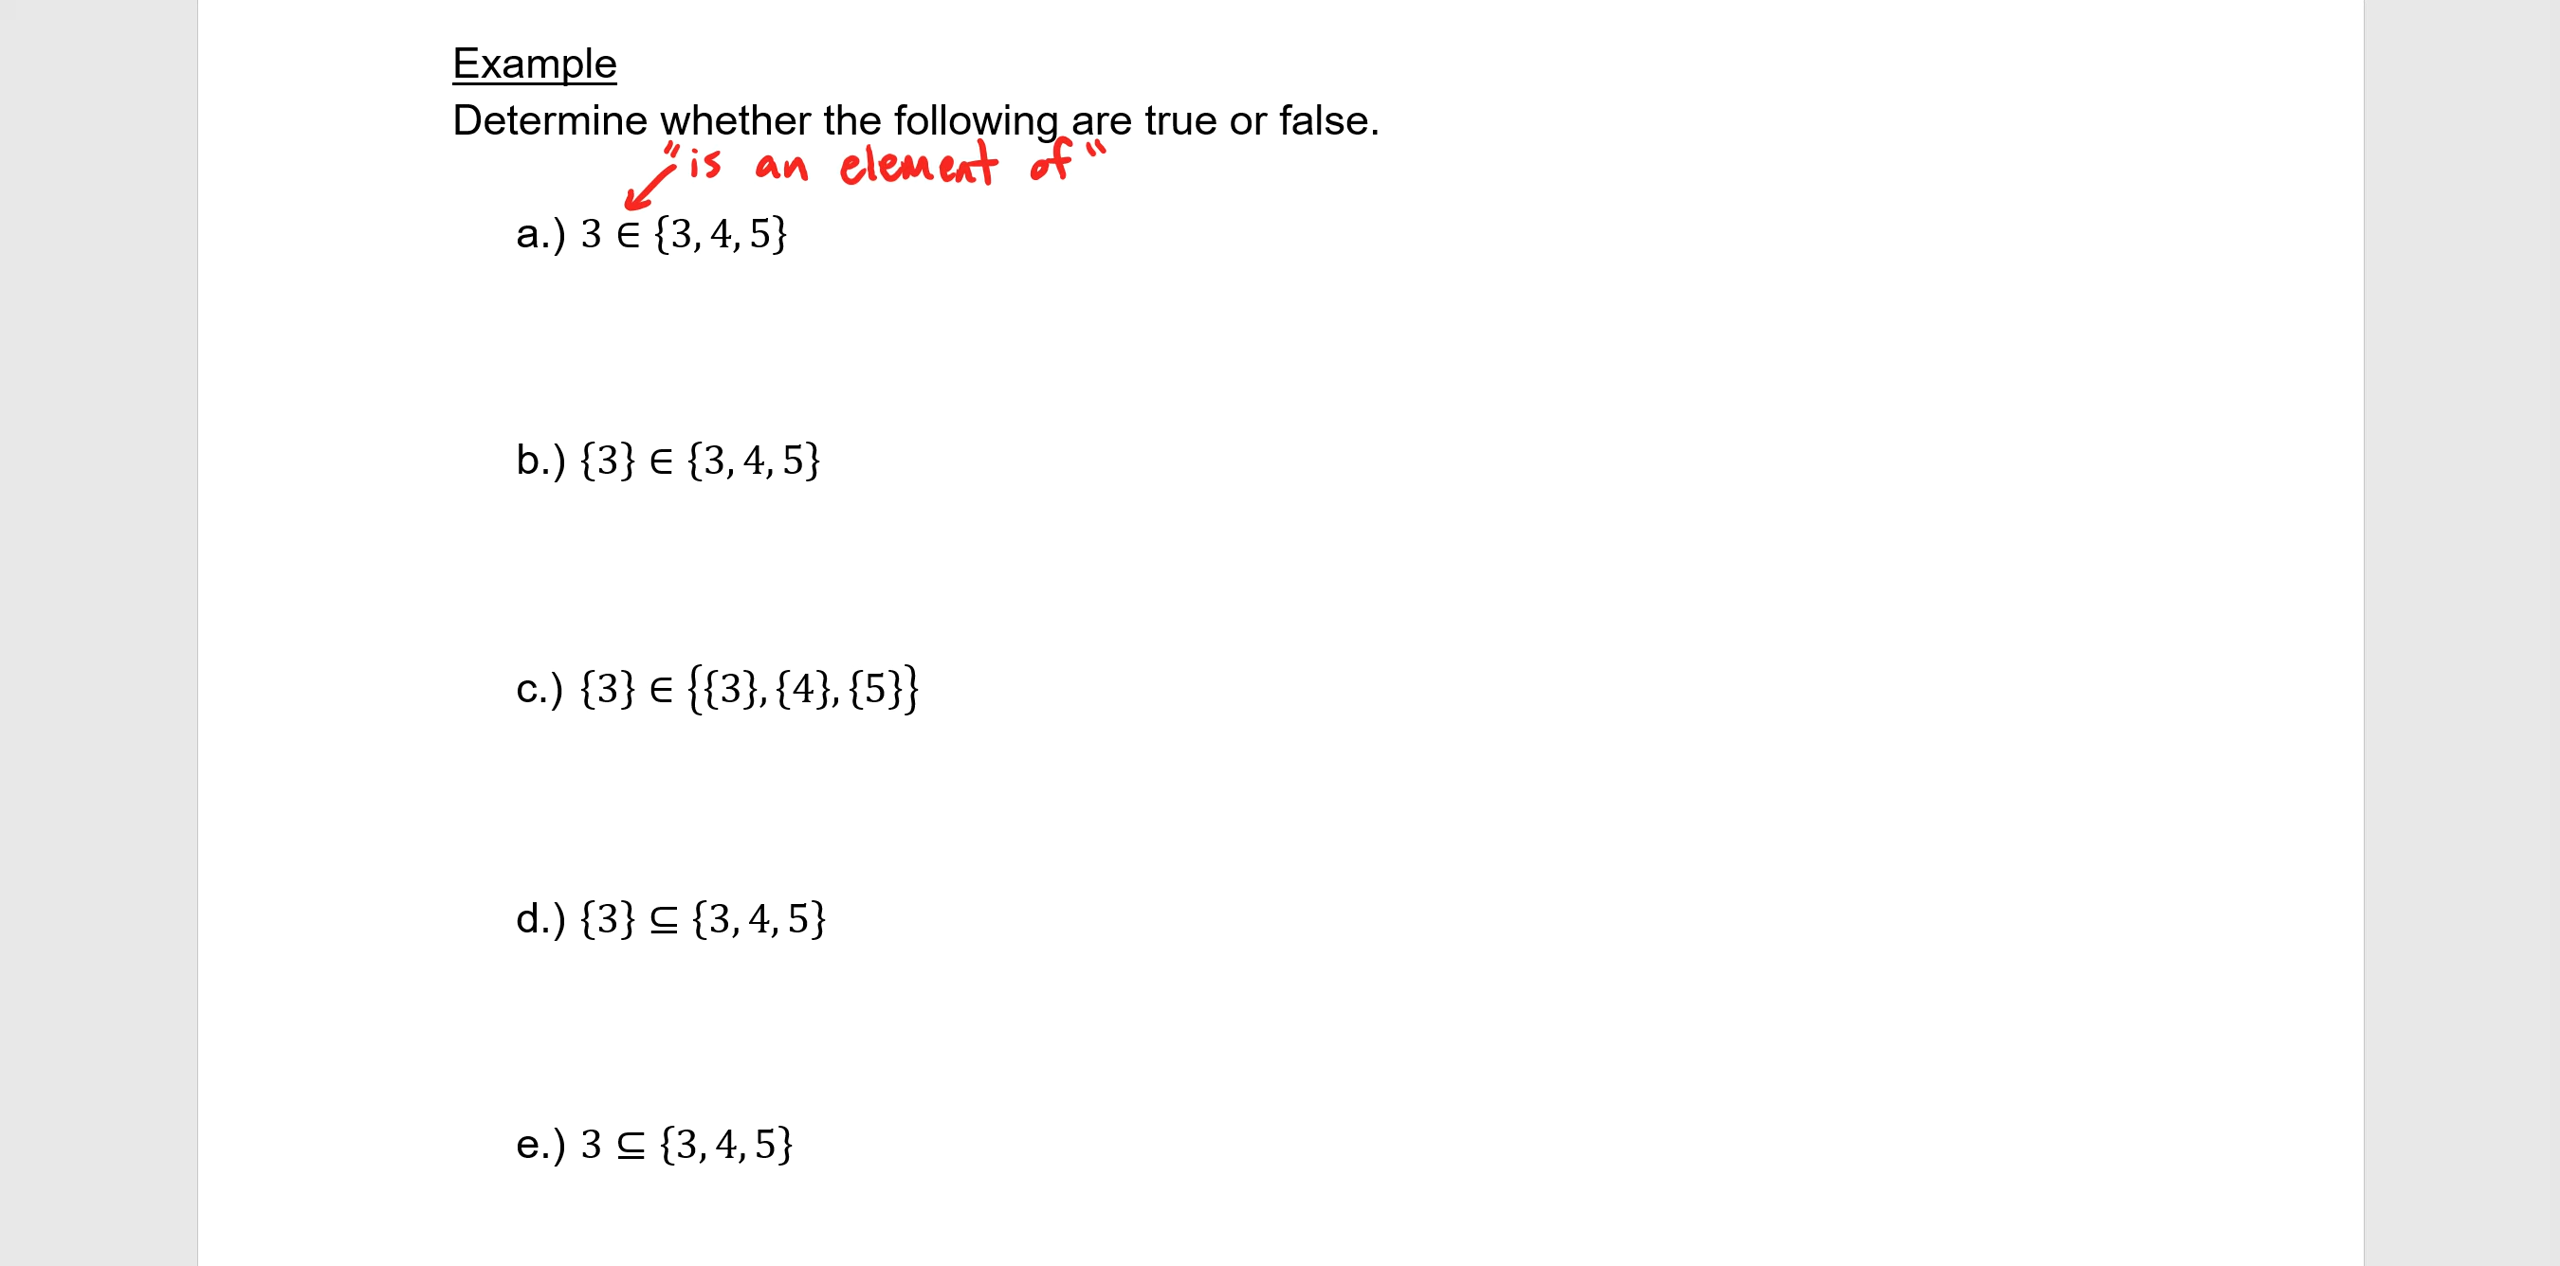 Example
Determine whether the following are true or false.
"is an element of"
a.) 3 ∈ {3, 4, 5}
b.) {3} ∈ {3, 4, 5}
c.) {3} ∈ {{3}, {4}, {5}}
d.) {3} ⊆ {3, 4, 5}
e.) 3 ⊆ {3, 4, 5}